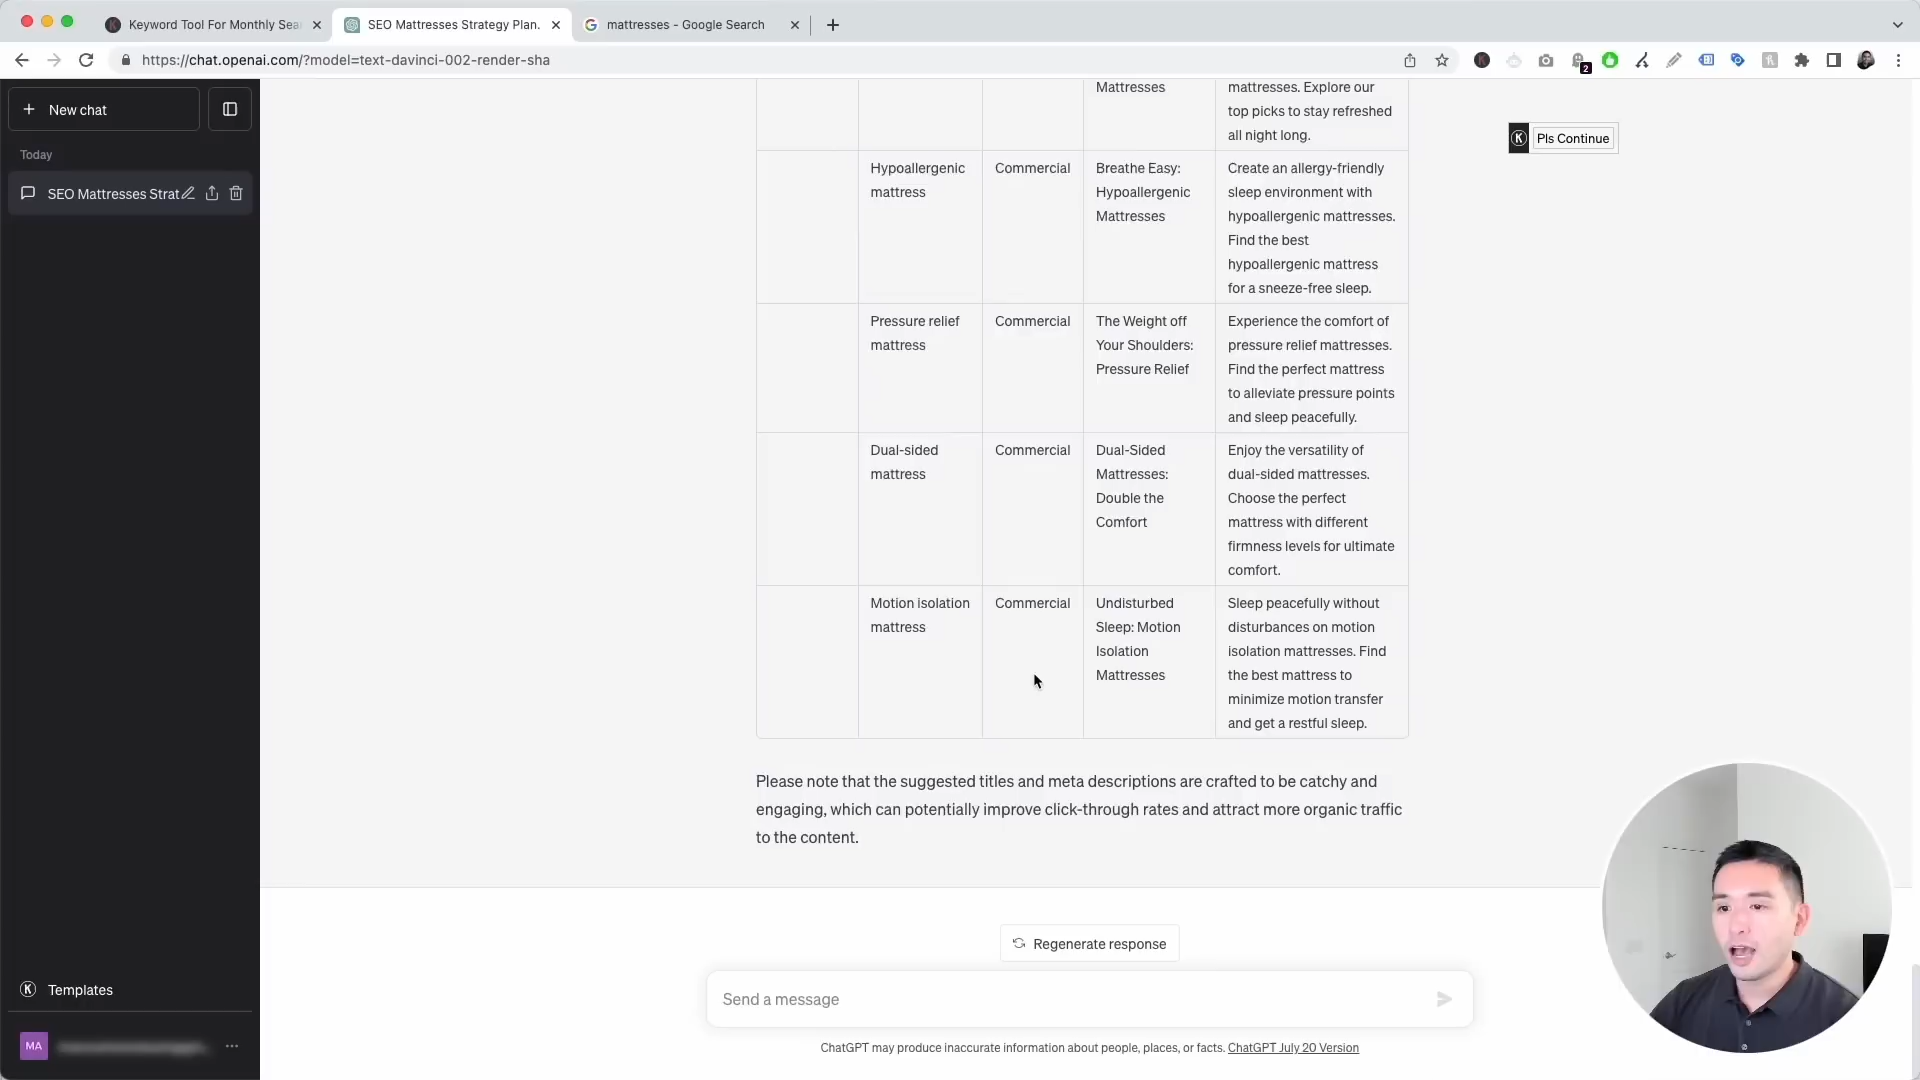 Keyword Tool For Monthly Sea
SEO Mattresses Strategy Plan.
mattresses - Google Search
https://chat.openai.com/?model=text-davinci-002-render-sha
2
New chat
Today
SEO Mattresses Strat
Templates
MA
Pls Continue
Mattresses
mattresses. Explore our
top picks to stay refreshed
all night long.
Hypoallergenic
mattress
Commercial
Breathe Easy:
Hypoallergenic
Mattresses
Create an allergy-friendly
sleep environment with
hypoallergenic mattresses.
Find the best
hypoallergenic mattress
for a sneeze-free sleep.
Pressure relief
mattress
Commercial
The Weight off
Your Shoulders:
Pressure Relief
Experience the comfort of
pressure relief mattresses.
Find the perfect mattress
to alleviate pressure points
and sleep peacefully.
Dual-sided
mattress
Commercial
Dual-Sided
Mattresses:
Double the
Comfort
Enjoy the versatility of
dual-sided mattresses.
Choose the perfect
mattress with different
firmness levels for ultimate
comfort.
Motion isolation
mattress
Commercial
Undisturbed
Sleep: Motion
Isolation
Mattresses
Sleep peacefully without
disturbances on motion
isolation mattresses. Find
the best mattress to
minimize motion transfer
and get a restful sleep.
Please note that the suggested titles and meta descriptions are crafted to be catchy and
engaging, which can potentially improve click-through rates and attract more organic traffic
to the content.
Regenerate response
Send a message
ChatGPT may produce inaccurate information about people, places, or facts. ChatGPT July 20 Version